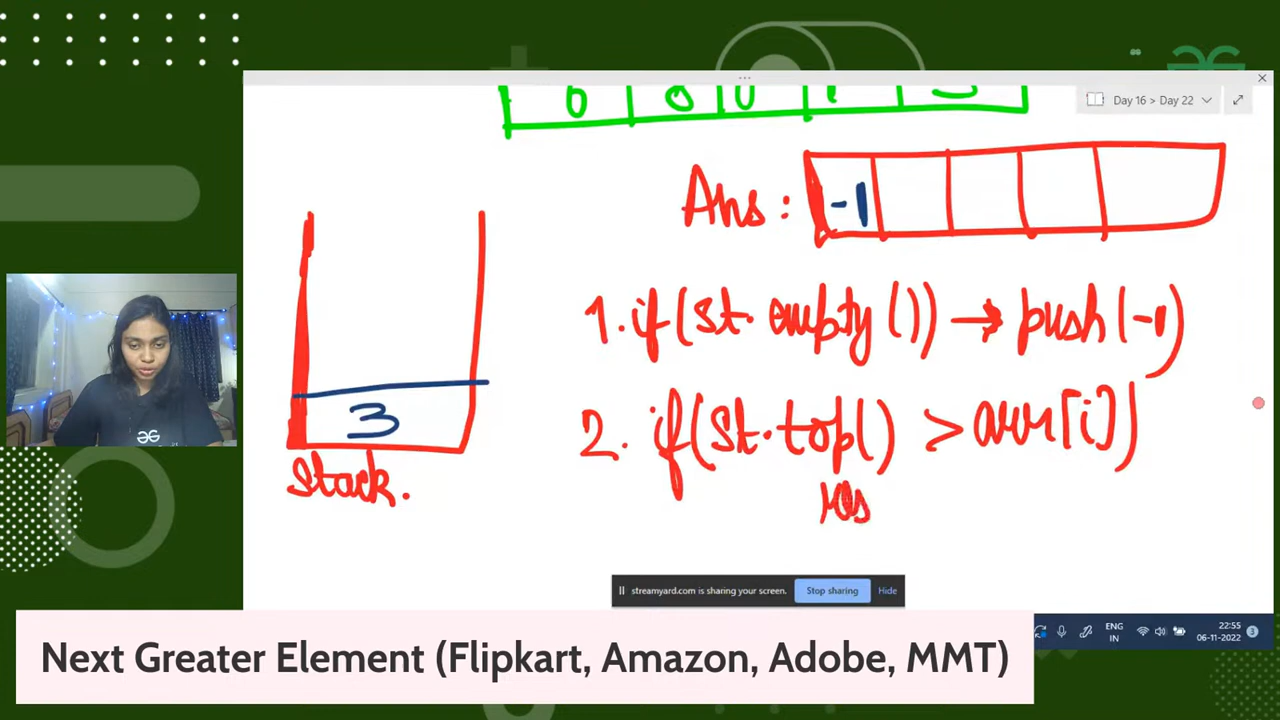 Day 16 > Day 22
Ans :
-1
1. if(st. empty()) → push(-1)
3
2. if(St. top() > arr[i])
Stack.
streamyard.com is sharing your screen.
Stop sharing
Hide
ENG
IN
22:55
06-11-2022
3
Next Greater Element (Flipkart, Amazon, Adobe, MMT)